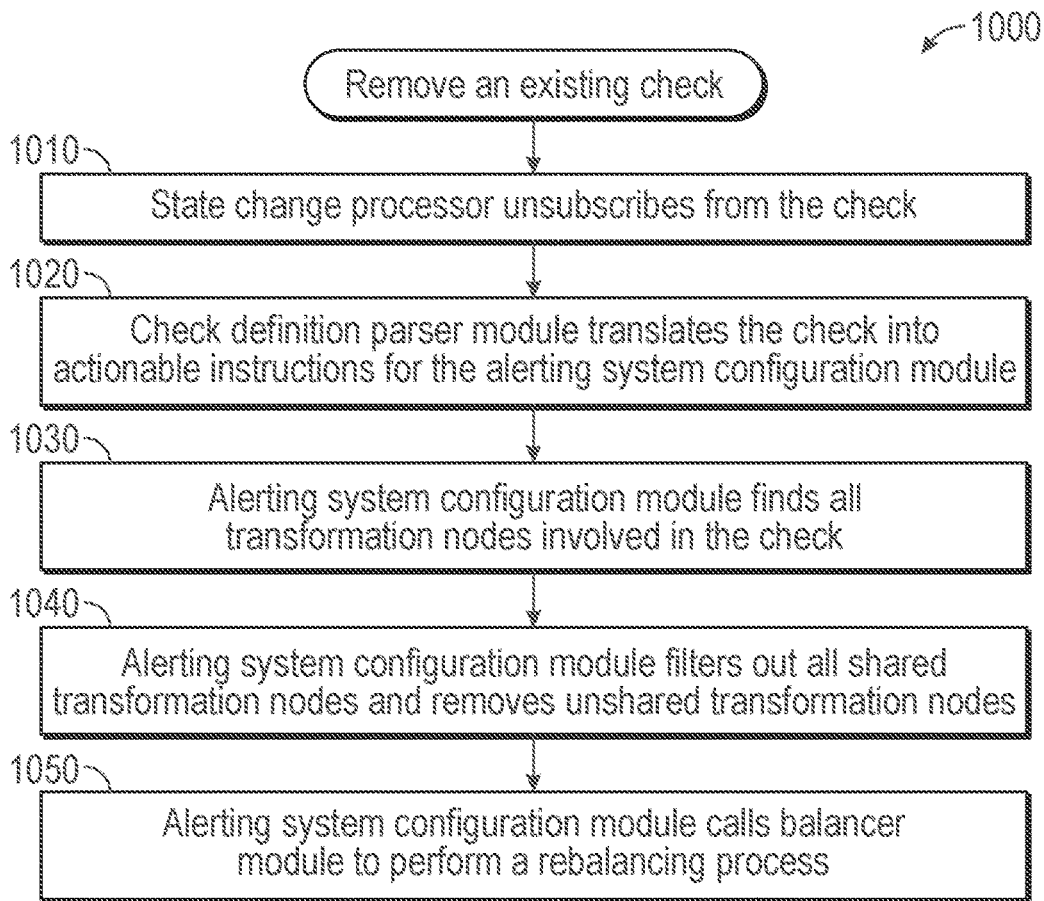 1000
Remove an existing check
1010
State change processor unsubscribes from the check
1020
Check definition parser module translates the check into
actionable instructions for the alerting system configuration module
1030
Alerting system configuration module finds all
transformation nodes involved in the check
1040
Alerting system configuration module filters out all shared
transformation nodes and removes unshared transformation nodes
1050
Alerting system configuration module calls balancer
module to perform a rebalancing process